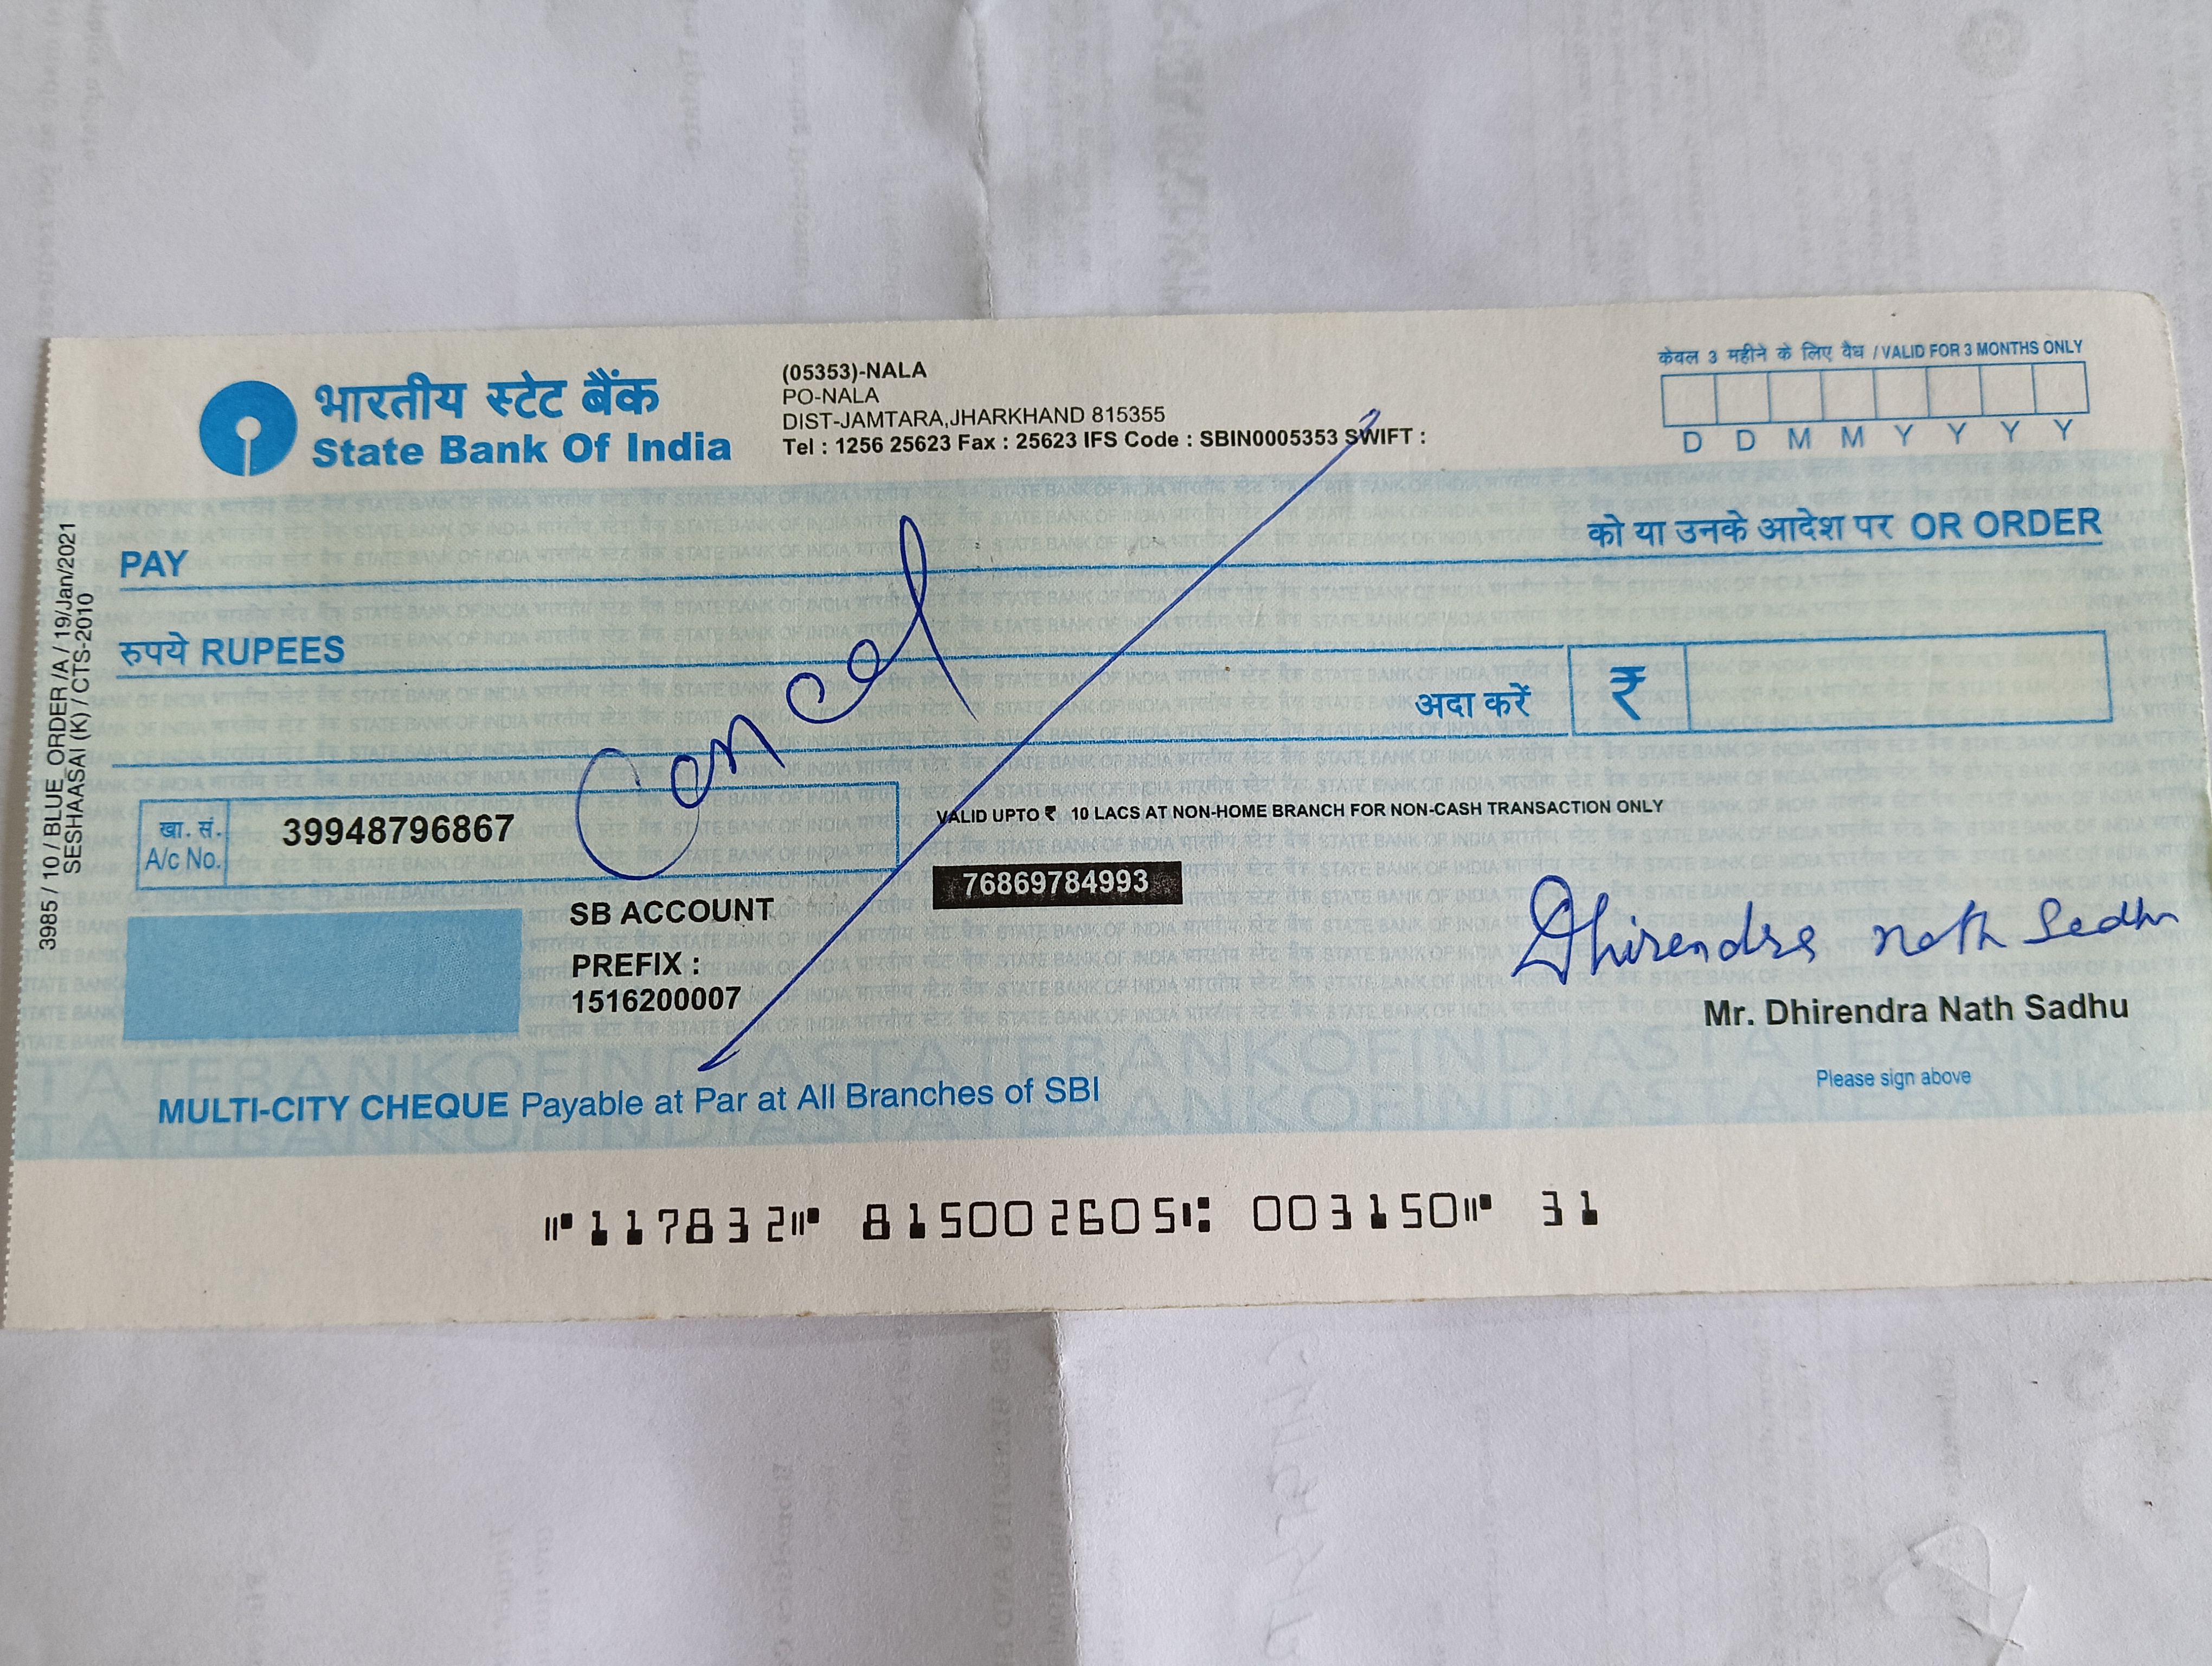 भारतीय स्टेट बैंक
State Bank Of India
(05353)-NALA
PO-NALA
DIST-JAMTARA,JHARKHAND 815355
Tel : 1256 25623 Fax : 25623 IFS Code : SBIN0005353 SWIFT :
केवल 3 महीने के लिए वैध / VALID FOR 3 MONTHS ONLY
D D M M Y Y Y Y
PAY
को या उनके आदेश पर OR ORDER
रुपये RUPEES
अदा करें ₹
Cancel
खा. सं.
A/c No.
39948796867
VALID UPTO ₹ 10 LACS AT NON-HOME BRANCH FOR NON-CASH TRANSACTION ONLY
76869784993
SB ACCOUNT
PREFIX :
1516200007
Dhirendra nath Sadhu
Mr. Dhirendra Nath Sadhu
Please sign above
MULTI-CITY CHEQUE Payable at Par at All Branches of SBI
⑈117832⑈ 815002605⑆ 003150⑈ 31
3985 / 10 / BLUE_ORDER /A / 19/Jan/2021
SESHAASAI (K) / CTS-2010